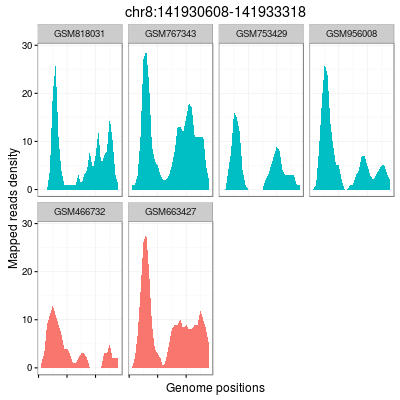 chr8:141930608-141933318
GSM818031 GSM767343 GSM753429 GSM956008
30
20
10
0
GSM466732 GSM663427
30
20
10
0
Mapped reads density
Genome positions